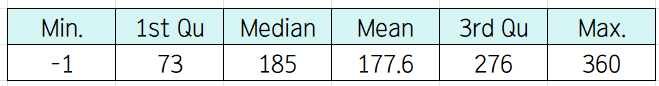 Min. 1st Qu Median Mean 3rd Qu Max.
-1 73 185 177.6 276 360